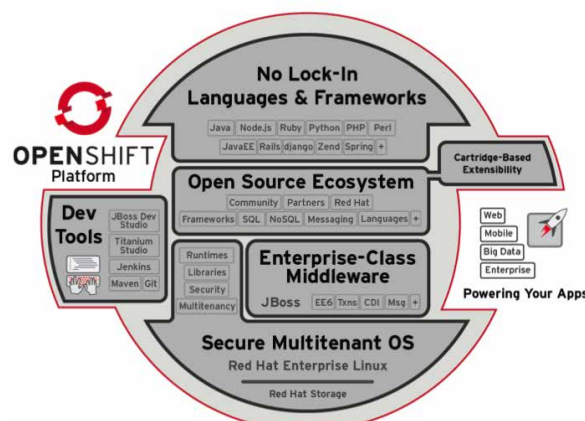 No Lock-In
Languages & Frameworks
Java Node.js Ruby Python PHP Perl
JavaEE Rails django Zend Spring +
OPENSHIFT
Platform
Cartridge-Based
Extensibility
Open Source Ecosystem
Community Partners Red Hat
Frameworks SQL NoSQL Messaging Languages +
Dev
Tools
JBoss Dev
Studio
Titanium
Studio
Jenkins
Maven Git
Runtimes
Libraries
Security
Multitenancy
Enterprise-Class
Middleware
JBoss EE6 Txns CDI Msg +
Web
Mobile
Big Data
Enterprise
Powering Your Apps
Secure Multitenant OS
Red Hat Enterprise Linux
Red Hat Storage